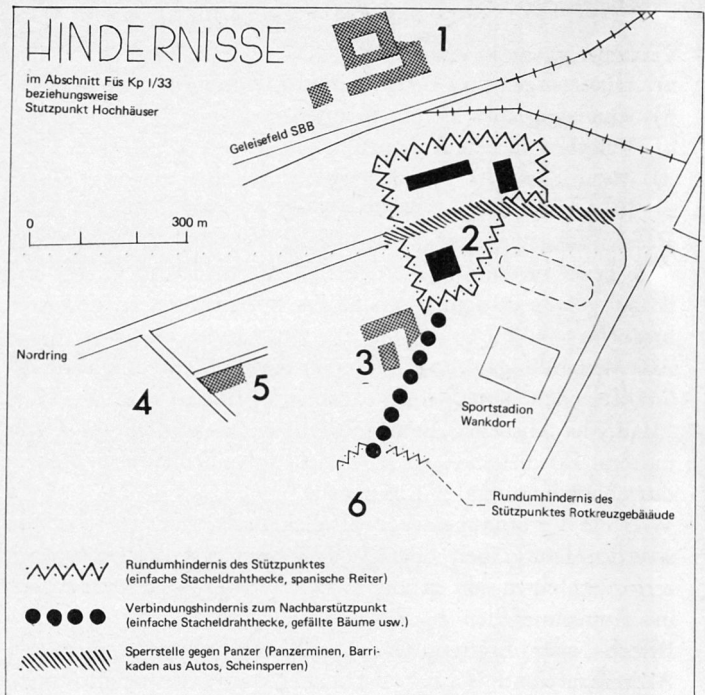 HINDERNISSE
im Abschnitt Füs Kp I/33
beziehungsweise
Stutzpunkt Hochhäuser
1
Geleisefeld SBB
0 300 m
2
Nordring
3
4
5
Sportstadion
Wankdorf
6
Rundumhindernis des
Stützpunktes Rotkreuzgebäüde
Rundumhindernis des Stützpunktes
(einfache Stacheldrahthecke, spanische Reiter)
Verbindungshindernis zum Nachbarstützpunkt
(einfache Stacheldrahthecke, gefällte Bäume usw.)
Sperrstelle gegen Panzer (Panzerminen, Barri-
kaden aus Autos, Scheinsperren)